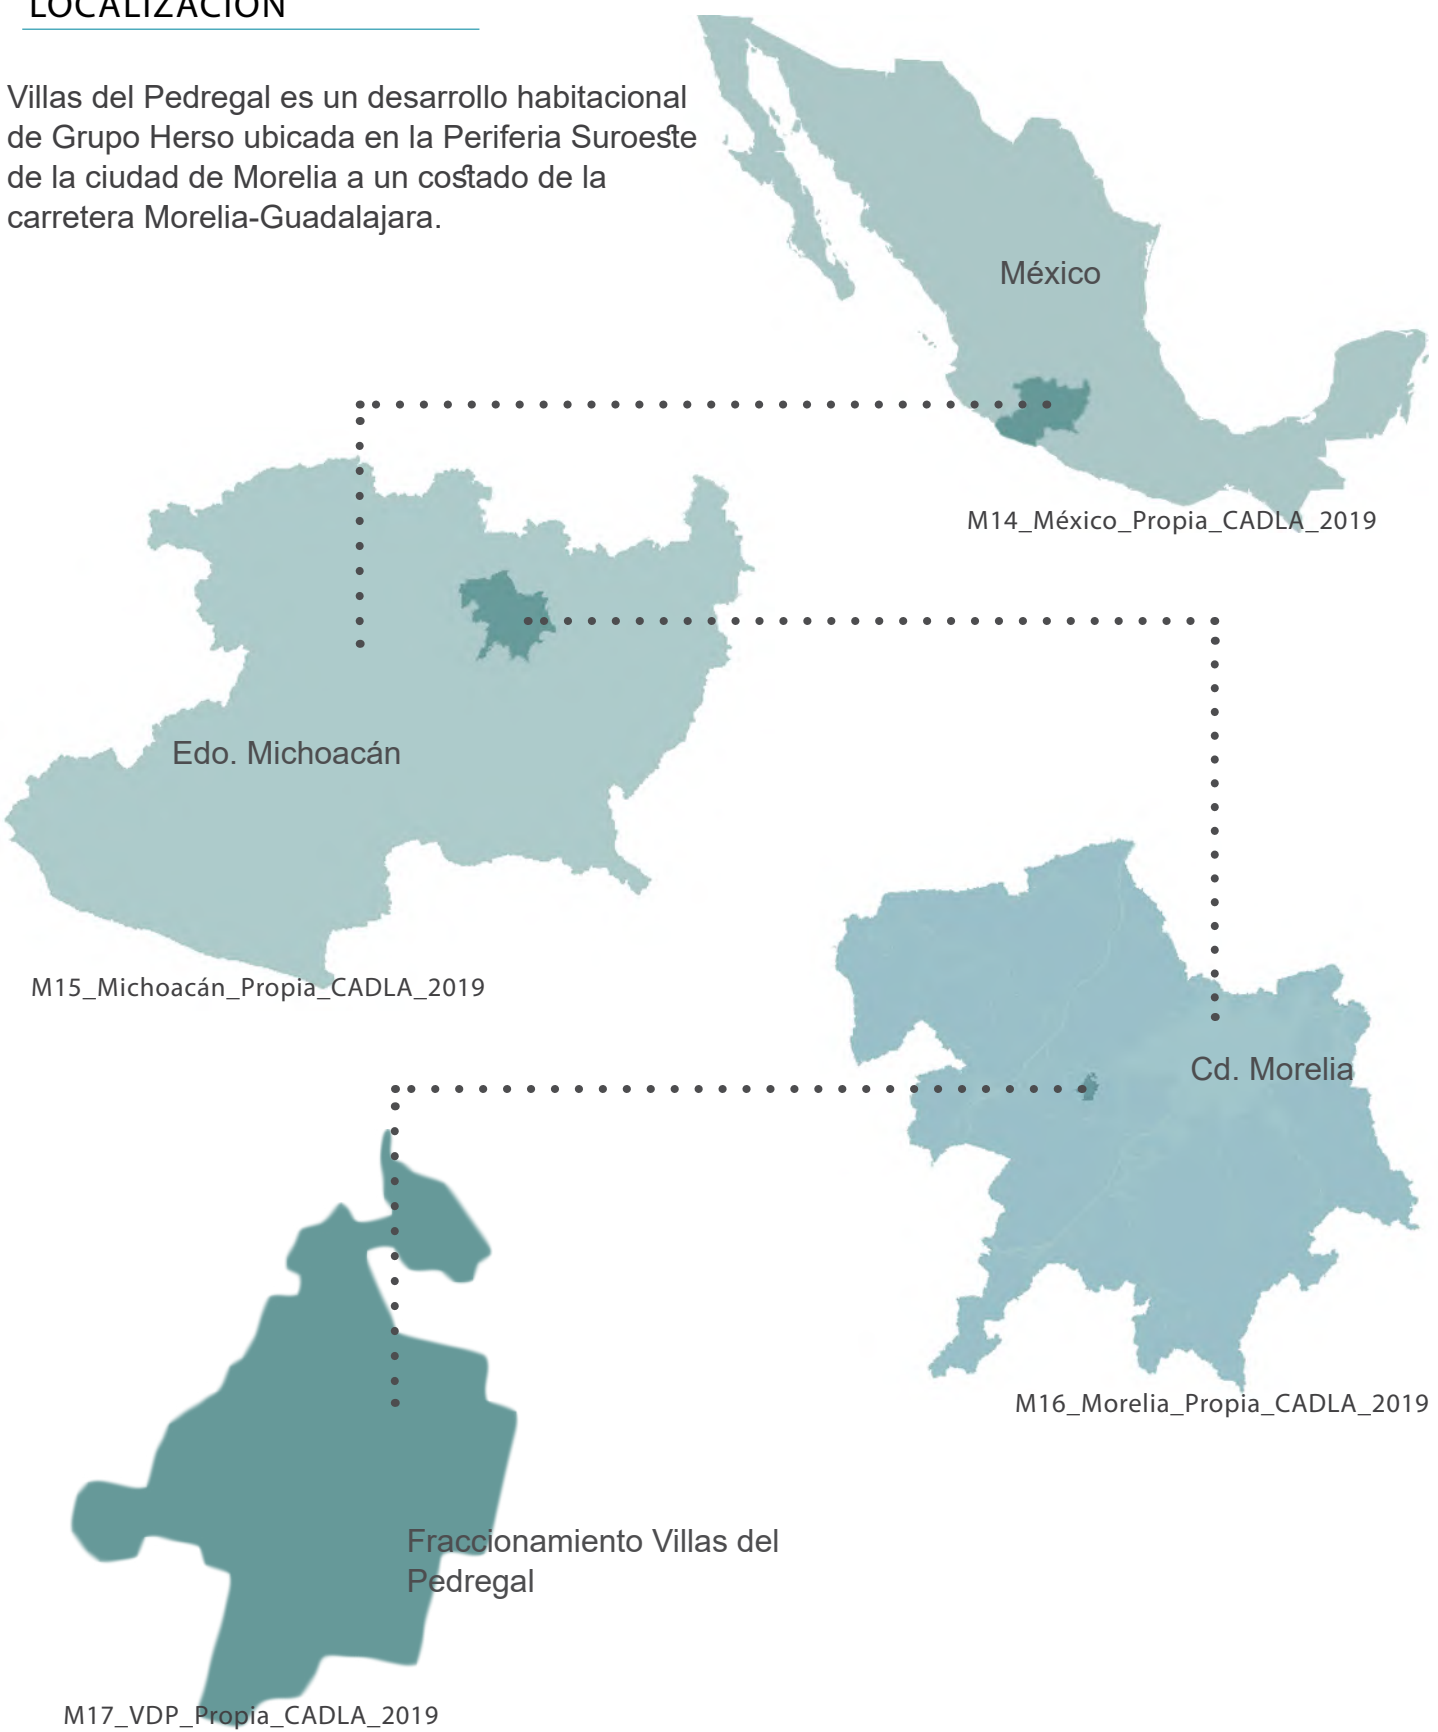 LOCALIZACIÓN
Villas del Pedregal es un desarrollo habitacional
de Grupo Herso ubicada en la Periferia Suroeste
de la ciudad de Morelia a un costado de la
carretera Morelia-Guadalajara.
México
M14_México_Propia_CADLA_2019
Edo. Michoacán
M15_Michoacán_Propia_CADLA_2019
Cd. Morelia
M16_Morelia_Propia_CADLA_2019
Fraccionamiento Villas del
Pedregal
M17_VDP_Propia_CADLA_2019